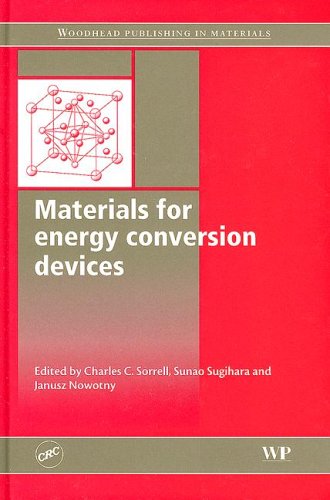 WOODHEAD PUBLISHING IN MATERIALS
Materials for
energy conversion
devices
Edited by Charles C. Sorrell, Sunao Sugihara and
Janusz Nowotny
CRC
WP